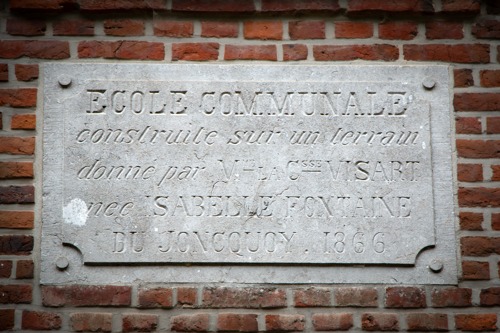 ECOLE COMMUNALE
construite sur un terrain
donné par Mme LA Csse VISART
née ISABELLE FONTAINE
DU JONCQUOY. 1866